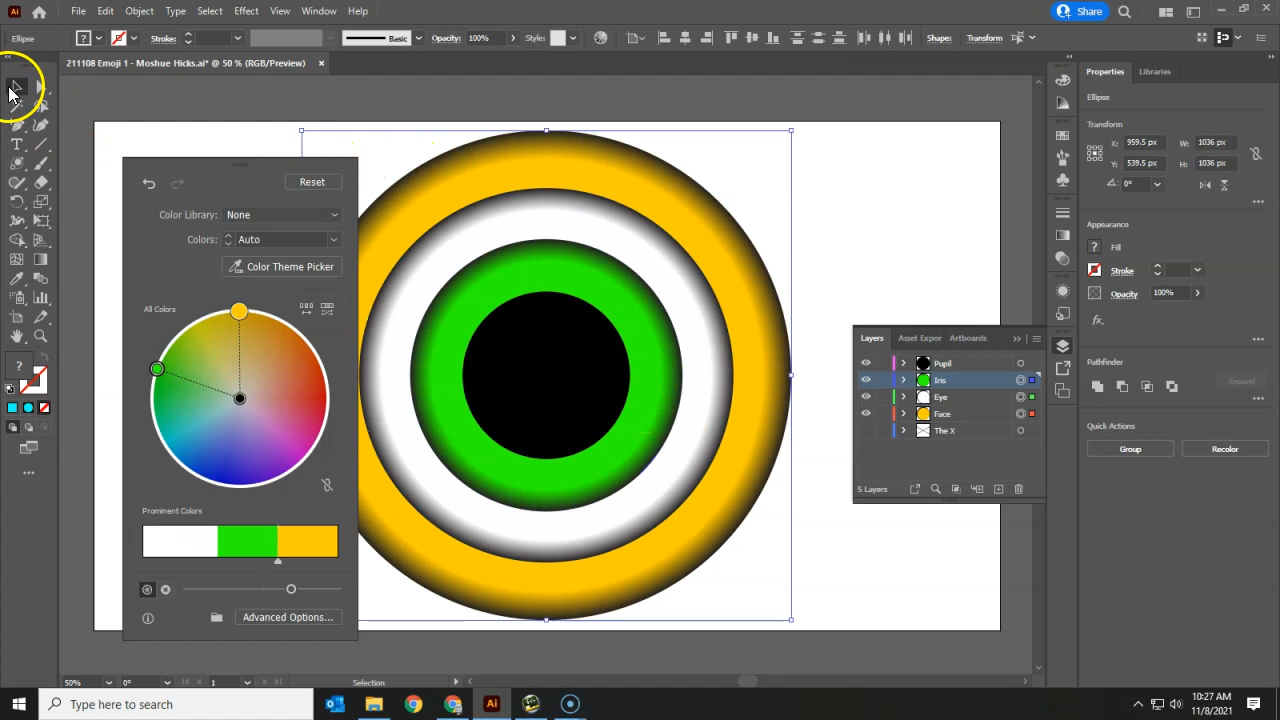 Ai File Edit Object Type Select Effect View Window Help Share
Ellipse ? Stroke: Basic Opacity: 100% Style: Shape: Transform
211108 Emoji 1 - Moshue Hicks.ai* @ 50 % (RGB/Preview) ×
Properties Libraries
Ellipse
Transform
X: 959.5 px W: 1036 px
Y: 539.5 px H: 1036 px
0°
Appearance
? Fill
Stroke
Opacity 100%
fx.
Pathfinder
Expand
Quick Actions
Group Recolor
Reset
Color Library: None
Colors: Auto
Color Theme Picker
All Colors
Prominent Colors
Advanced Options...
Layers Asset Expor Artboards
Pupil
Iris
Eye
Face
The X
5 Layers
T
?
50% 0° 1 Selection
Type here to search
Ai
10:27 AM
11/8/2021